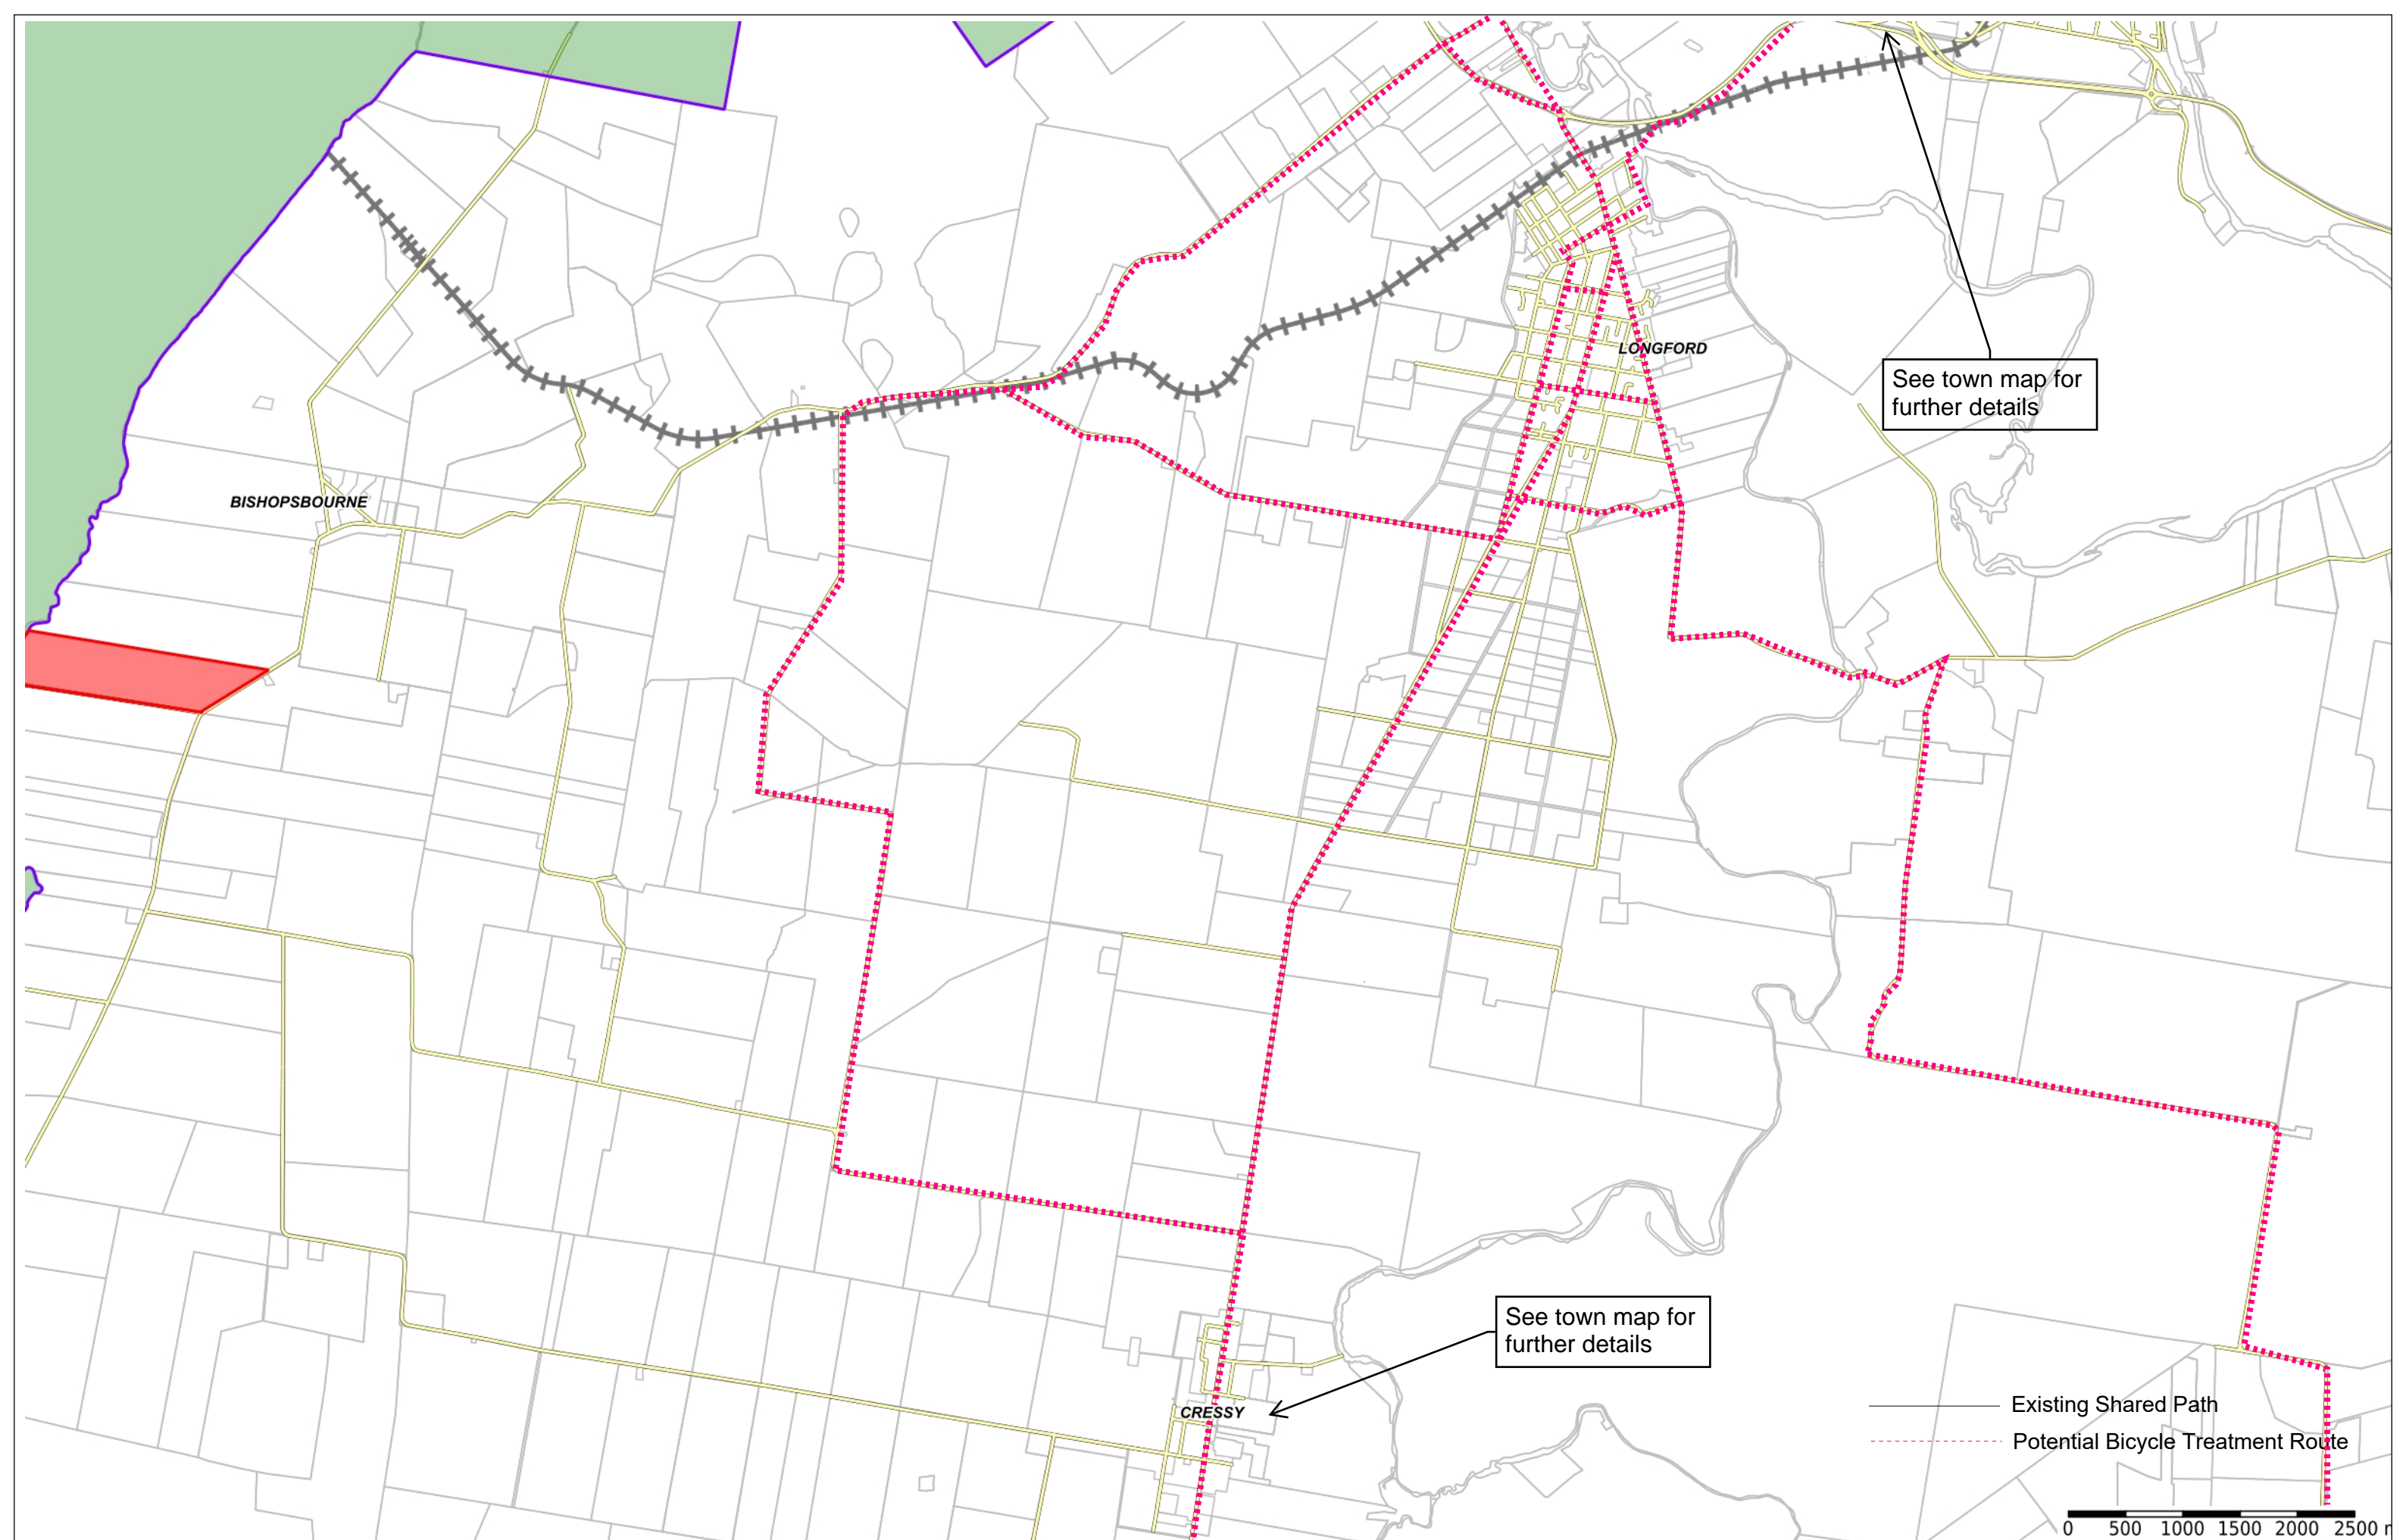 LONGFORD
See town map for
further details
BISHOPSBOURNE
See town map for
further details
CRESSY
Existing Shared Path
Potential Bicycle Treatment Route
0 500 1000 1500 2000 2500 m